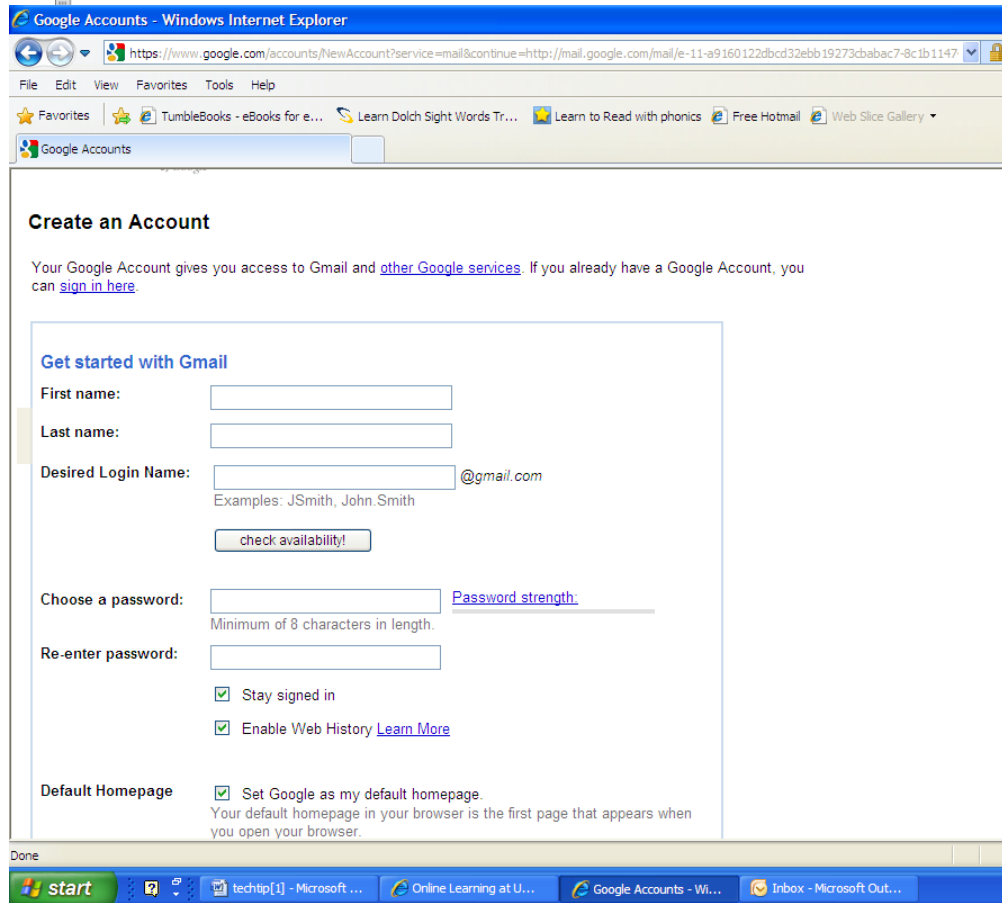 Google Accounts - Windows Internet Explorer
https://www.google.com/accounts/NewAccount?service=mail&continue=http://mail.google.com/mail/e-11-a9160122dbcd32ebb19273cbabac7-8c1b1147
File Edit View Favorites Tools Help
Favorites TumbleBooks - eBooks for e... Learn Dolch Sight Words Tr... Learn to Read with phonics Free Hotmail Web Slice Gallery
Google Accounts
Create an Account
Your Google Account gives you access to Gmail and other Google services. If you already have a Google Account, you
can sign in here.
Get started with Gmail
First name:
Last name:
Desired Login Name: @gmail.com
Examples: JSmith, John.Smith
check availability!
Choose a password: Password strength:
Minimum of 8 characters in length.
Re-enter password:
Stay signed in
Enable Web History Learn More
Default Homepage Set Google as my default homepage.
Your default homepage in your browser is the first page that appears when
you open your browser.
Done
start techtip[1] - Microsoft ... Online Learning at U... Google Accounts - Wi... Inbox - Microsoft Out...